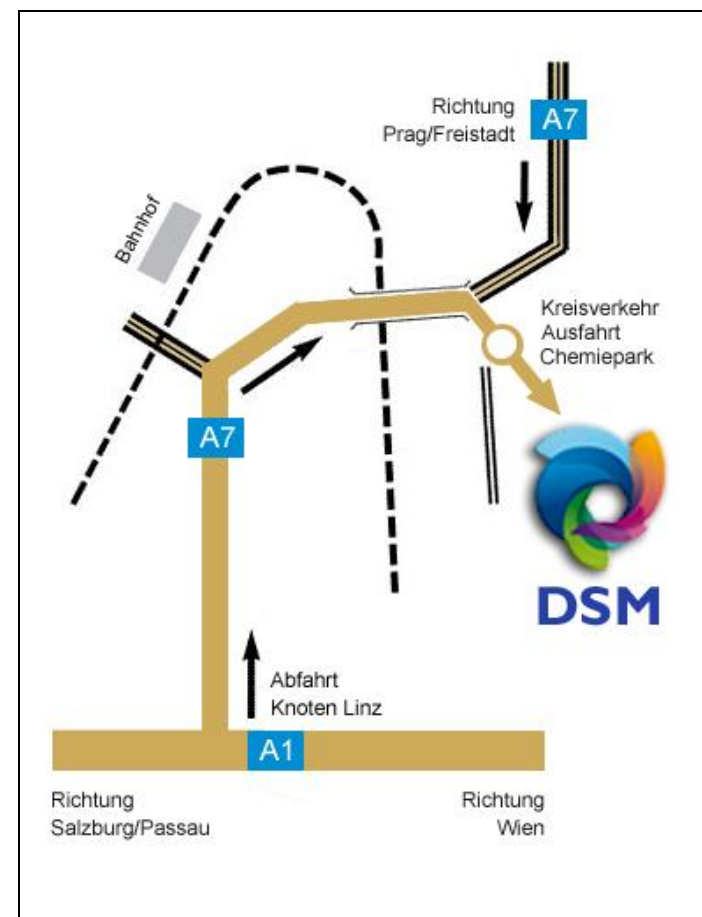 Richtung
Prag/Freistadt
A7
Bahnhof
Kreisverkehr
Ausfahrt
Chemiepark
A7
DSM
Abfahrt
Knoten Linz
A1
Richtung
Salzburg/Passau
Richtung
Wien